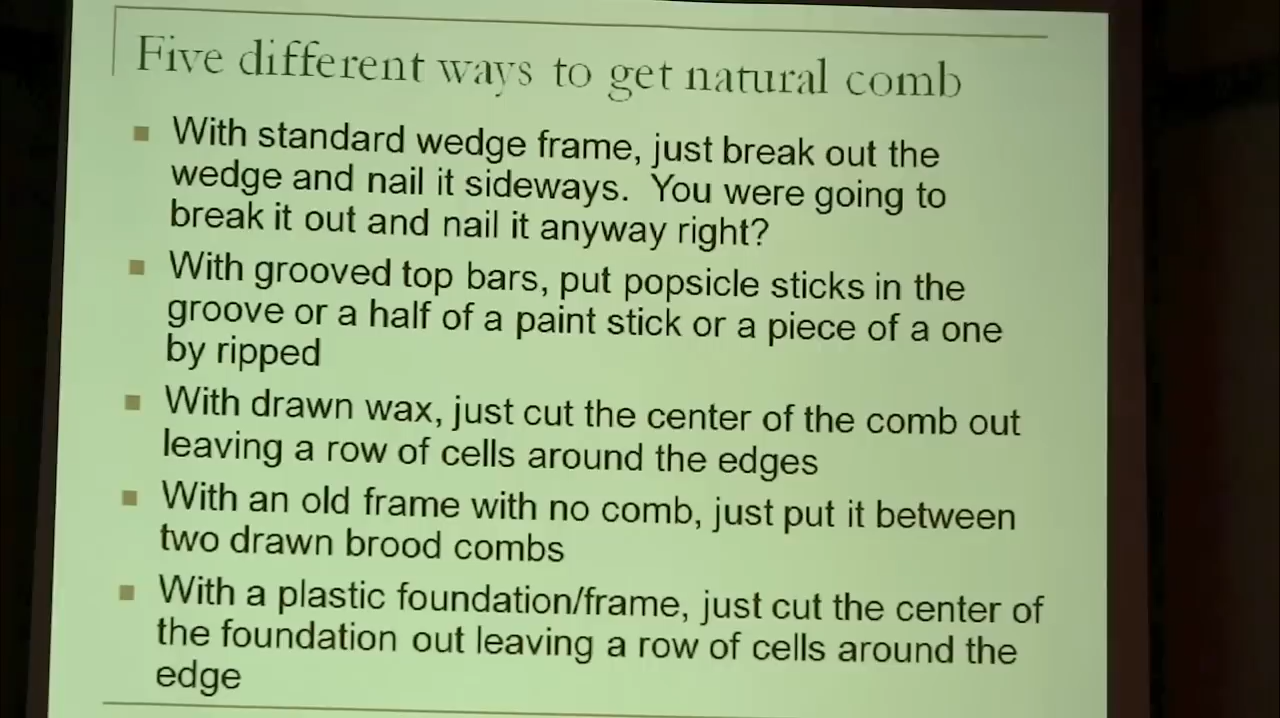 Five different ways to get natural comb
With standard wedge frame, just break out the
wedge and nail it sideways.  You were going to
break it out and nail it anyway right?
With grooved top bars, put popsicle sticks in the
groove or a half of a paint stick or a piece of a one
by ripped
With drawn wax, just cut the center of the comb out
leaving a row of cells around the edges
With an old frame with no comb, just put it between
two drawn brood combs
With a plastic foundation/frame, just cut the center of
the foundation out leaving a row of cells around the
edge